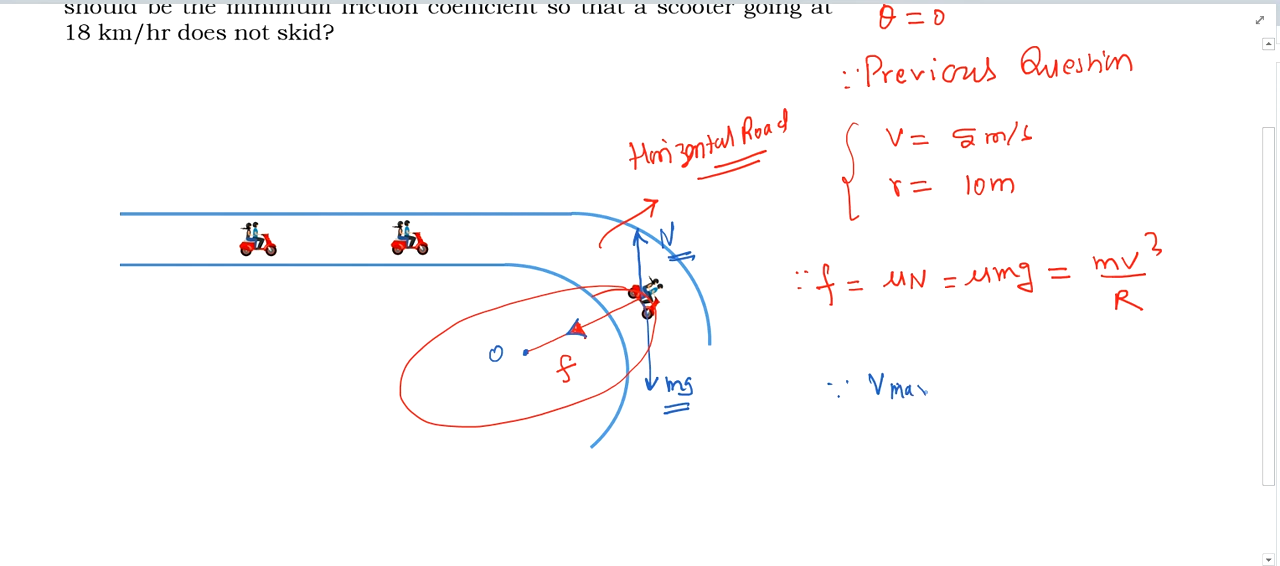 should be the minimum friction coefficient so that a scooter going at
18 km/hr does not skid?
θ = 0
∵ Previous Question
Horizontal Road
v = 5 m/s
r = 10m
N
∵ f = μN = μmg = mv²/R
O
f
mg
∵ Vmax